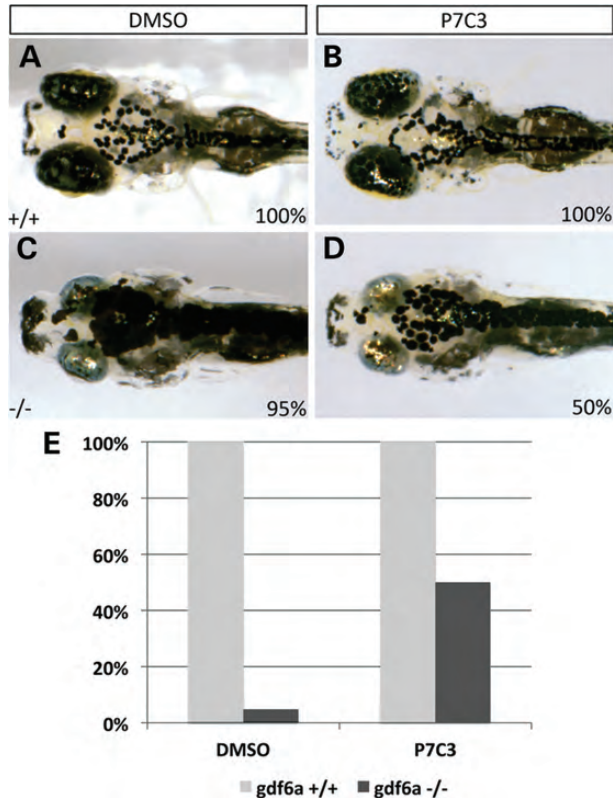 DMSO P7C3
A B
+/+ 100% 100%
C D
-/- 95% 50%
E
100%
80%
60%
40%
20%
0%
DMSO P7C3
gdf6a +/+ gdf6a -/-